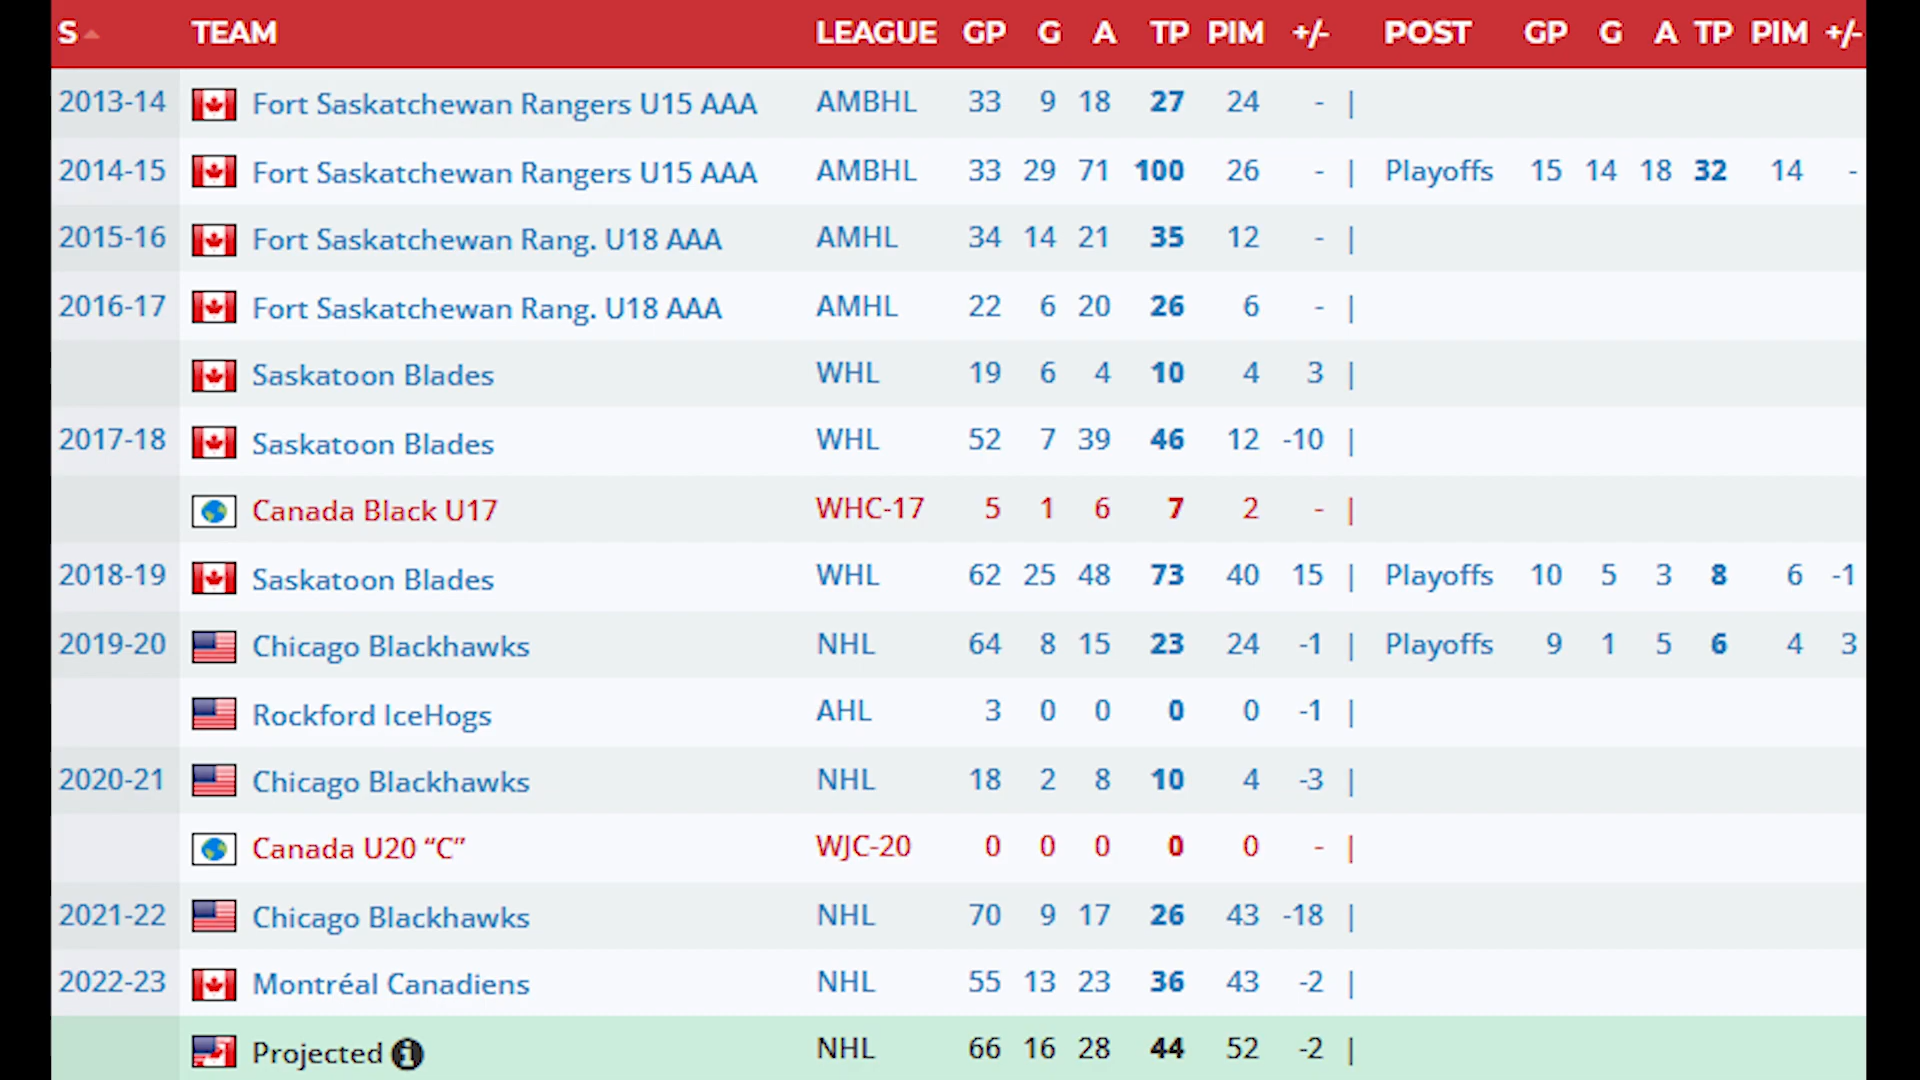 S TEAM LEAGUE GP G A TP PIM +/- POST GP G A TP PIM +/-
2013-14 Fort Saskatchewan Rangers U15 AAA AMBHL 33 9 18 27 24 - |
2014-15 Fort Saskatchewan Rangers U15 AAA AMBHL 33 29 71 100 26 - | Playoffs 15 14 18 32 14 -
2015-16 Fort Saskatchewan Rang. U18 AAA AMHL 34 14 21 35 12 - |
2016-17 Fort Saskatchewan Rang. U18 AAA AMHL 22 6 20 26 6 - |
Saskatoon Blades WHL 19 6 4 10 4 3 |
2017-18 Saskatoon Blades WHL 52 7 39 46 12 -10 |
Canada Black U17 WHC-17 5 1 6 7 2 - |
2018-19 Saskatoon Blades WHL 62 25 48 73 40 15 | Playoffs 10 5 3 8 6 -1
2019-20 Chicago Blackhawks NHL 64 8 15 23 24 -1 | Playoffs 9 1 5 6 4 3
Rockford IceHogs AHL 3 0 0 0 0 -1 |
2020-21 Chicago Blackhawks NHL 18 2 8 10 4 -3 |
Canada U20 “C” WJC-20 0 0 0 0 0 - |
2021-22 Chicago Blackhawks NHL 70 9 17 26 43 -18 |
2022-23 Montréal Canadiens NHL 55 13 23 36 43 -2 |
Projected NHL 66 16 28 44 52 -2 |